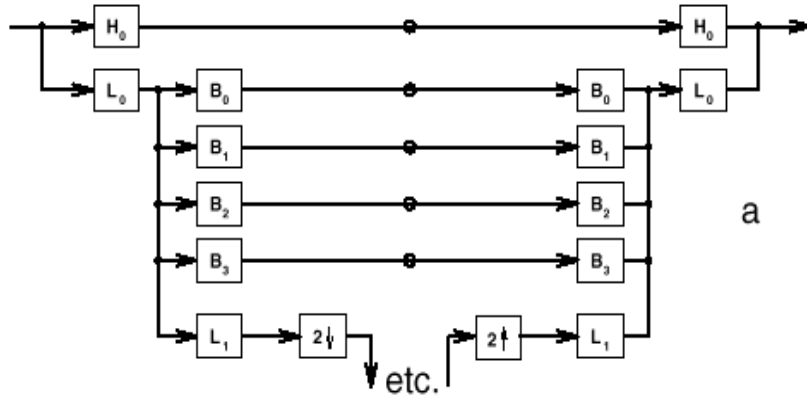 H₀ H₀
L₀ B₀ B₀ L₀
B₁ B₁
B₂ B₂ a
B₃ B₃
L₁ 2↓ 2↑ L₁
etc.